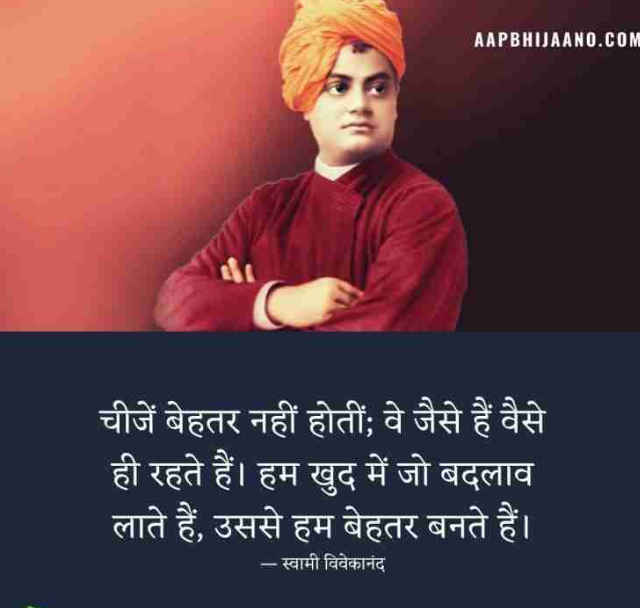 AAPBHIJAANO.COM
चीजें बेहतर नहीं होतीं; वे जैसे हैं वैसे
ही रहते हैं। हम खुद में जो बदलाव
लाते हैं, उससे हम बेहतर बनते हैं।
— स्वामी विवेकानंद